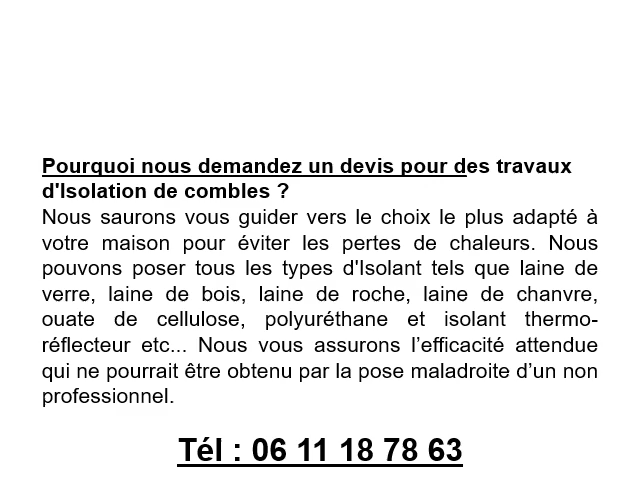 Pourquoi nous demandez un devis pour des travaux
d'Isolation de combles ?
Nous saurons vous guider vers le choix le plus adapté à
votre maison pour éviter les pertes de chaleurs. Nous
pouvons poser tous les types d'Isolant tels que laine de
verre, laine de bois, laine de roche, laine de chanvre,
ouate de cellulose, polyuréthane et isolant thermo-
réflecteur etc... Nous vous assurons l’efficacité attendue
qui ne pourrait être obtenu par la pose maladroite d’un non
professionnel.
Tél : 06 11 18 78 63